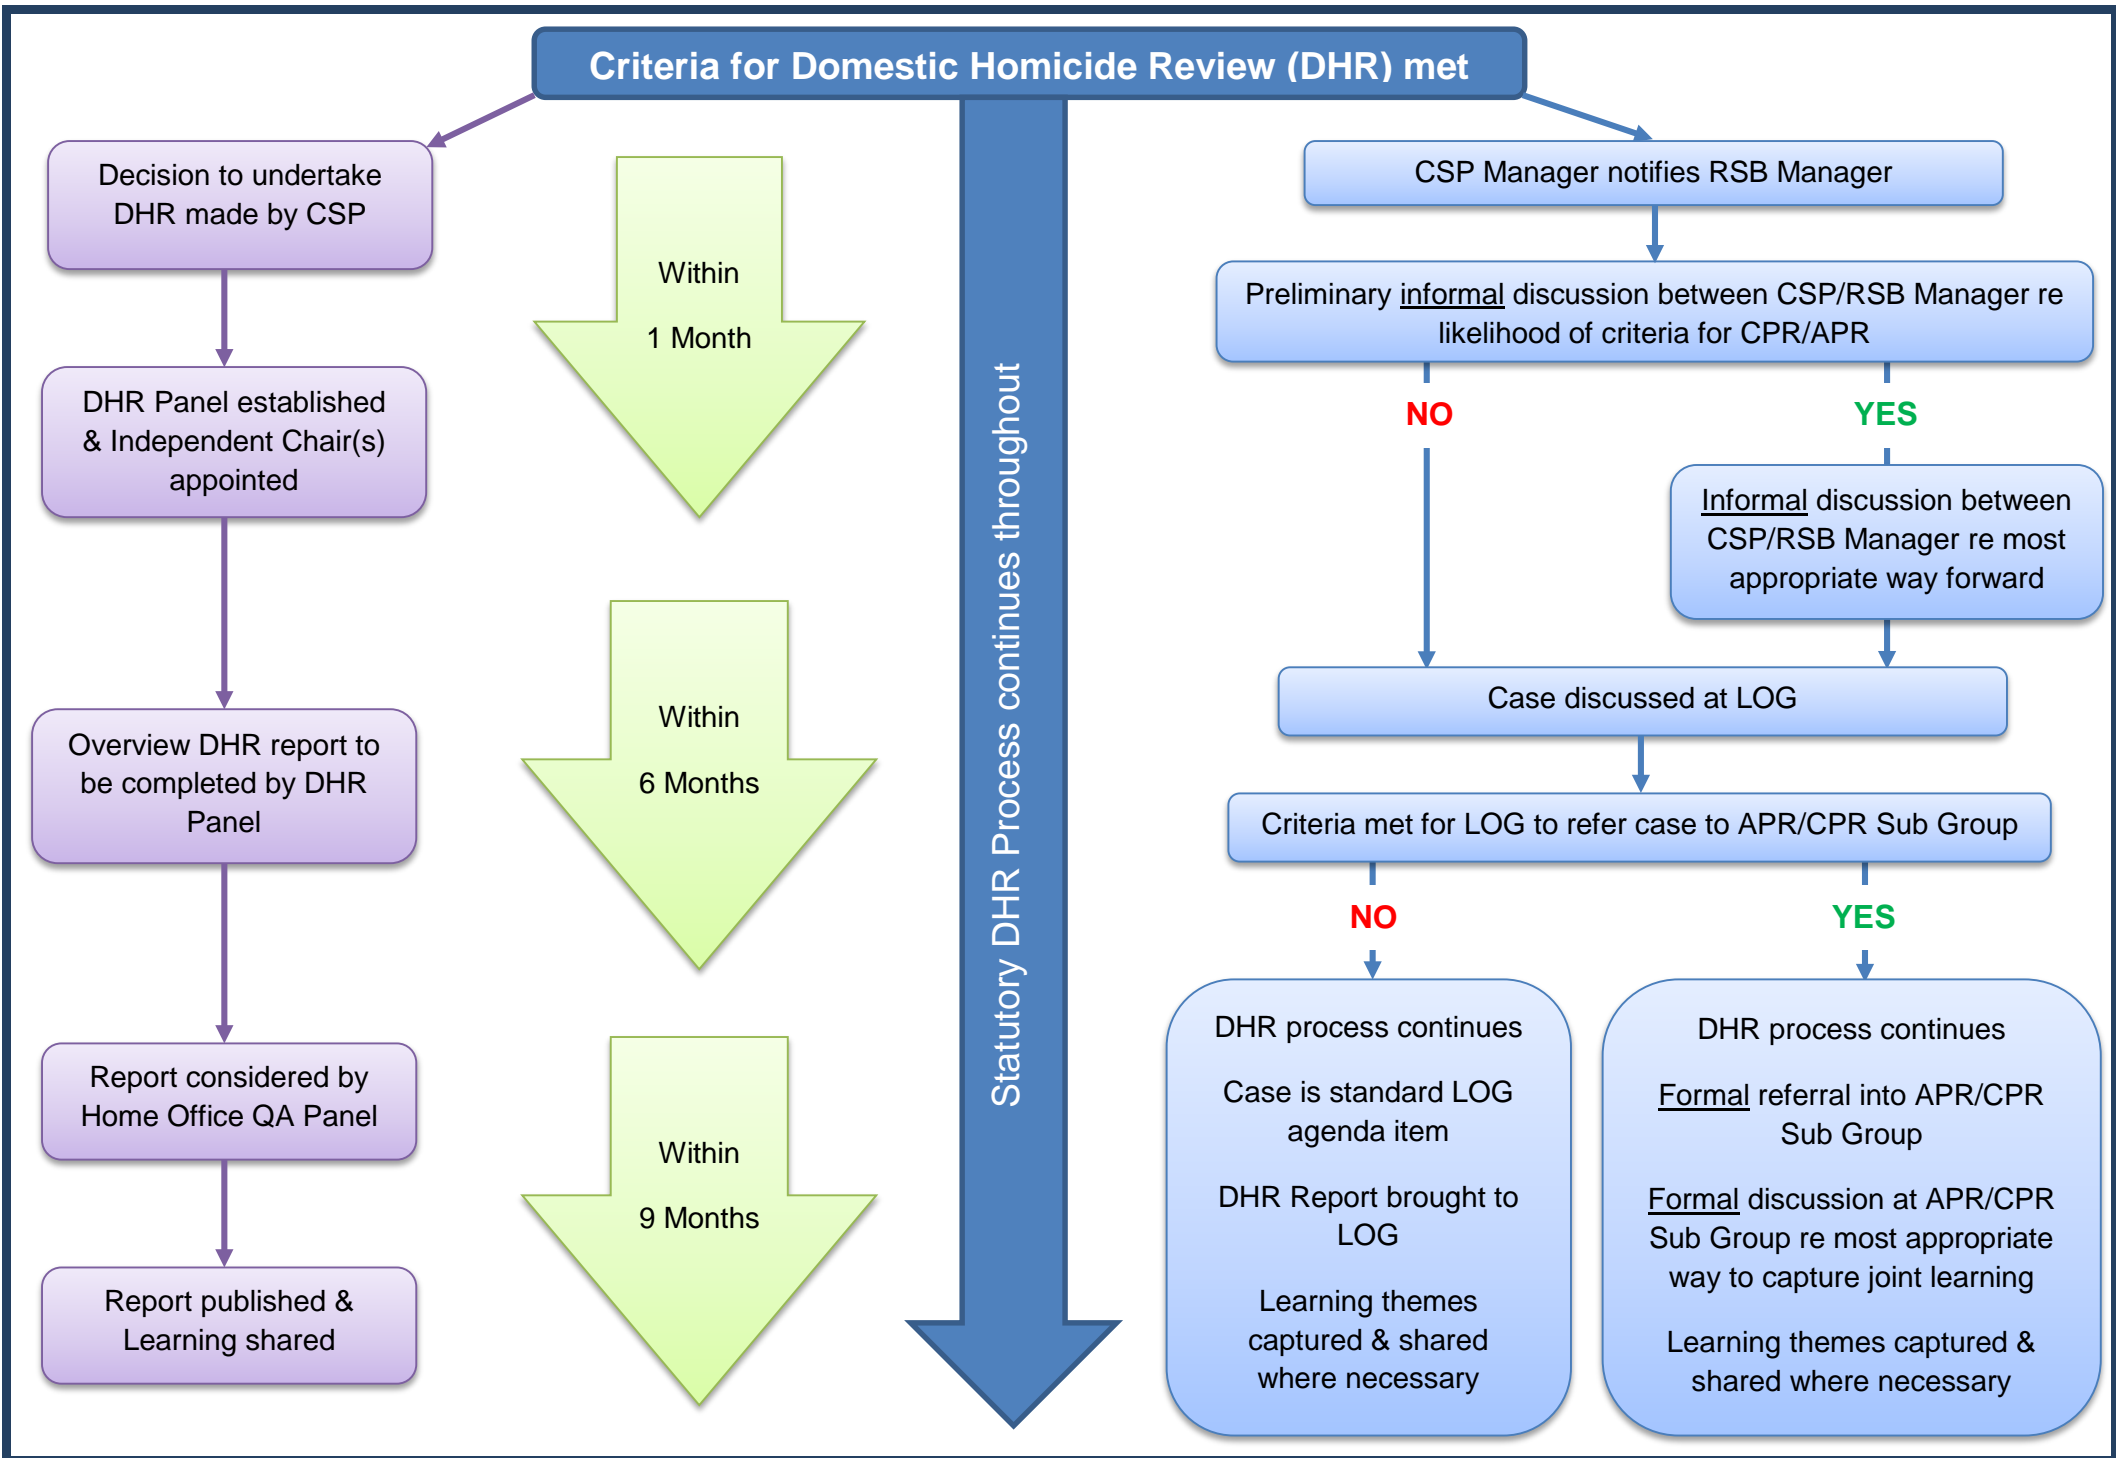 Criteria for Domestic Homicide Review (DHR) met
Decision to undertake
DHR made by CSP
DHR Panel established
& Independent Chair(s)
appointed
Overview DHR report to
be completed by DHR
Panel
Report considered by
Home Office QA Panel
Report published &
Learning shared
Within
1 Month
Within
6 Months
Within
9 Months
Statutory DHR Process continues throughout
CSP Manager notifies RSB Manager
Preliminary informal discussion between CSP/RSB Manager re
likelihood of criteria for CPR/APR
NO
YES
Informal discussion between
CSP/RSB Manager re most
appropriate way forward
Case discussed at LOG
Criteria met for LOG to refer case to APR/CPR Sub Group
NO
YES
DHR process continues
Case is standard LOG
agenda item
DHR Report brought to
LOG
Learning themes
captured & shared
where necessary
DHR process continues
Formal referral into APR/CPR
Sub Group
Formal discussion at APR/CPR
Sub Group re most appropriate
way to capture joint learning
Learning themes captured &
shared where necessary